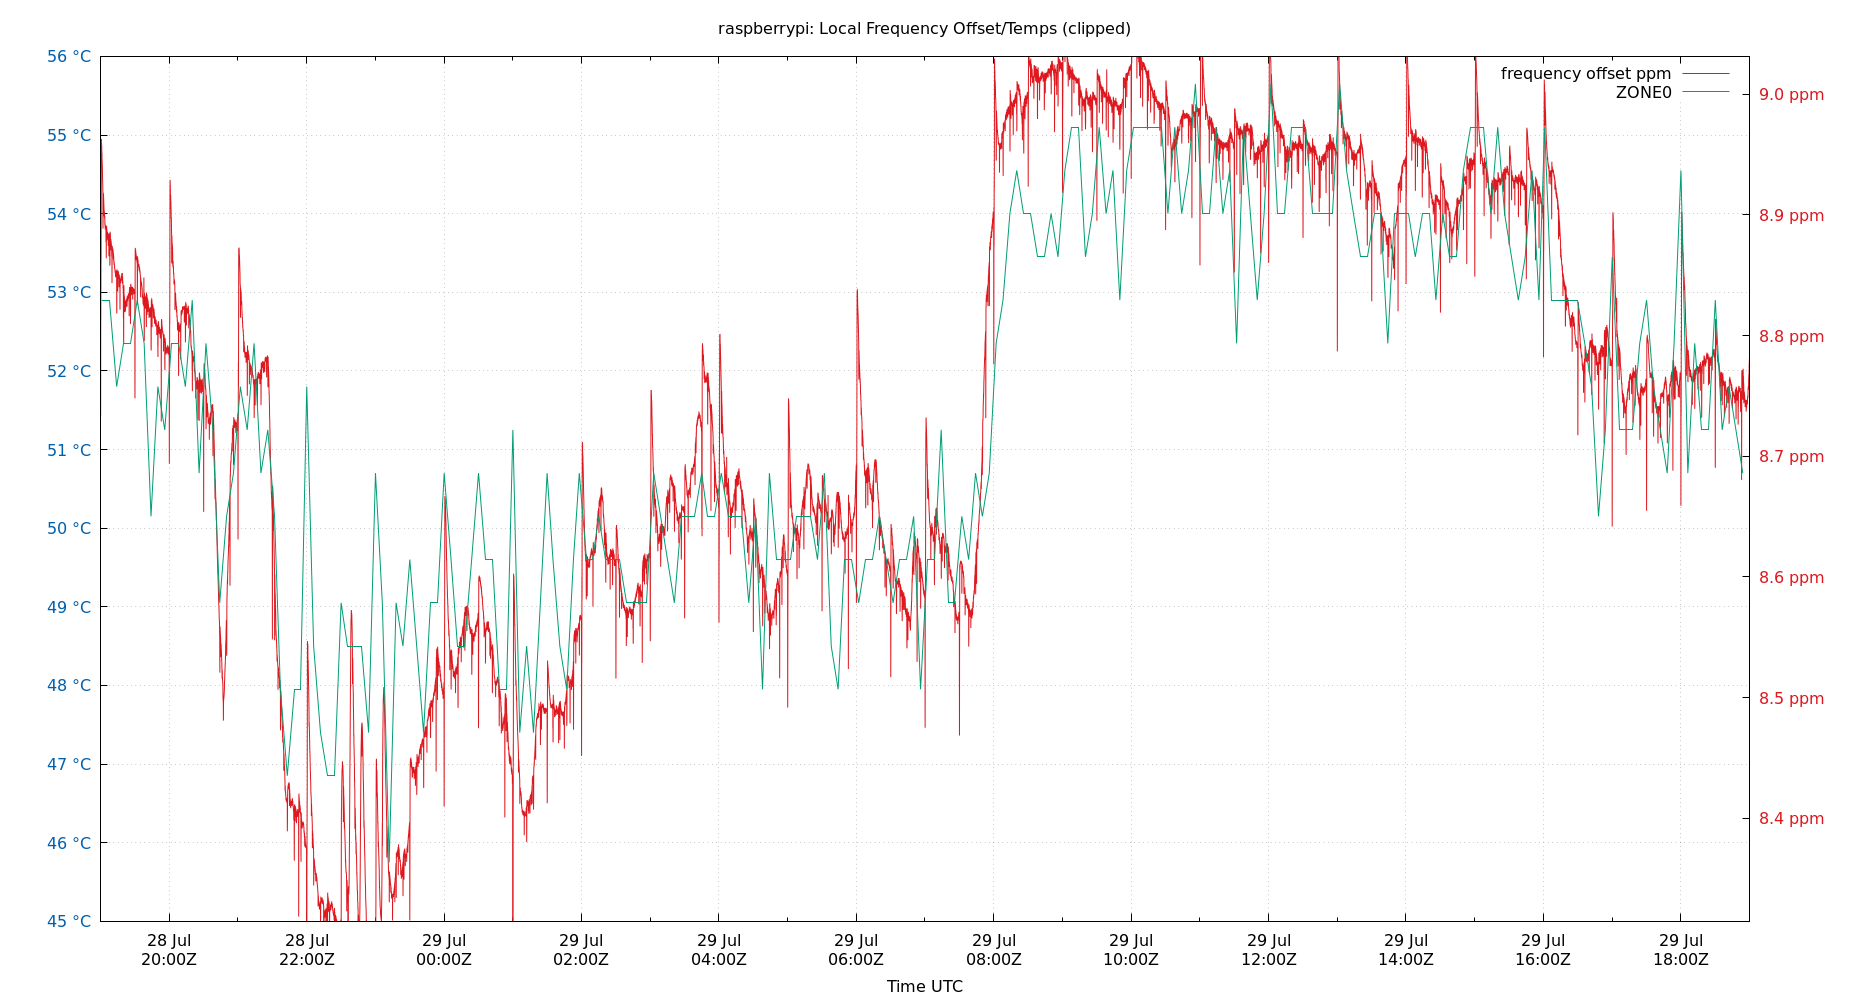 raspberrypi: Local Frequency Offset/Temps (clipped)
frequency offset ppm
ZONE0
56 °C
55 °C
54 °C
53 °C
52 °C
51 °C
50 °C
49 °C
48 °C
47 °C
46 °C
45 °C
9.0 ppm
8.9 ppm
8.8 ppm
8.7 ppm
8.6 ppm
8.5 ppm
8.4 ppm
28 Jul 28 Jul 29 Jul 29 Jul 29 Jul 29 Jul 29 Jul 29 Jul 29 Jul 29 Jul 29 Jul 29 Jul
20:00Z 22:00Z 00:00Z 02:00Z 04:00Z 06:00Z 08:00Z 10:00Z 12:00Z 14:00Z 16:00Z 18:00Z
Time UTC